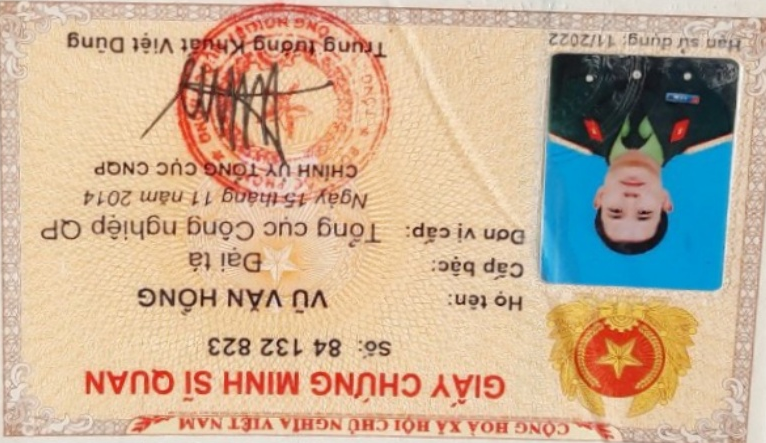 CỘNG HOÀ XÃ HỘI CHỦ NGHĨA VIỆT NAM
GIẤY CHỨNG MINH SĨ QUAN
Số: 84 132 823
Họ tên: VŨ VĂN HỒNG
Cấp bậc: Đại tá
Đơn vị cấp: Tổng cục Công nghiệp QP
Ngày 15 tháng 11 năm 2014
CHÍNH ỦY TỔNG CỤC CNQP
Trung tướng Khuất Việt Dũng
Hạn sử dụng: 11/2022